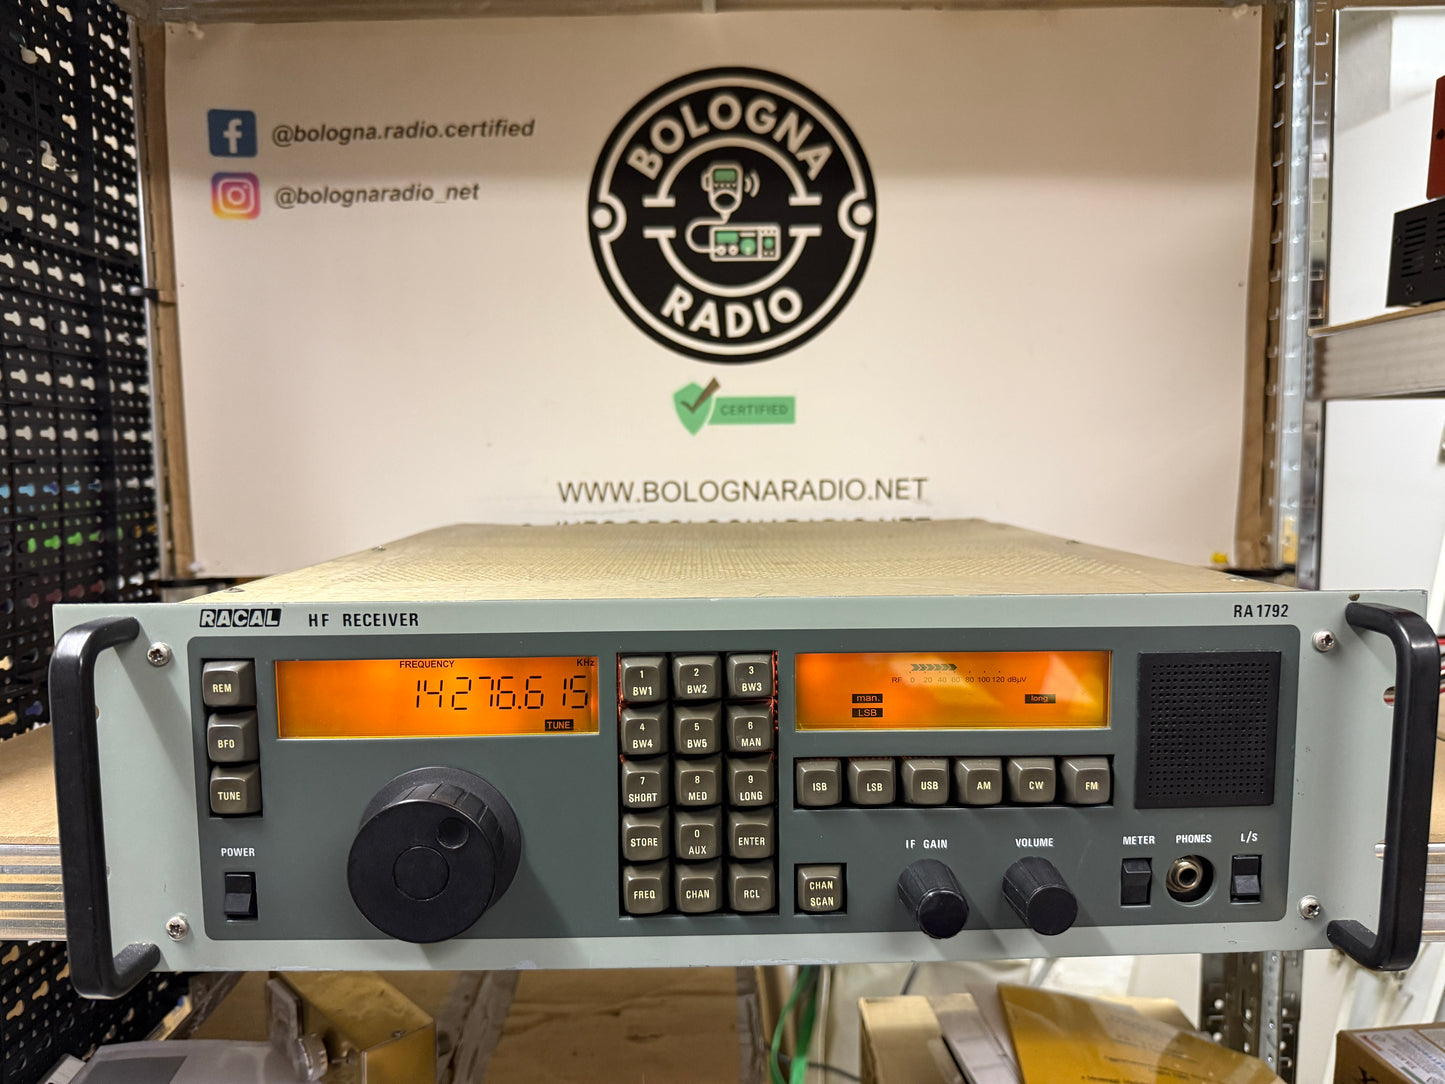 BOLOGNA
RADIO
f @bologna.radio.certified
@bolognaradio_net
CERTIFIED
WWW.BOLOGNARADIO.NET
RACAL HF RECEIVER
RA1792
REM
BFO
TUNE
POWER
FREQUENCY KHz
14276.615
TUNE
1 BW1
2 BW2
3 BW3
4 BW4
5 BW5
6 MAN
7 SHORT
8 MED
9 LONG
STORE
0 AUX
ENTER
FREQ
CHAN
RCL
RF 0 20 40 60 80 100 120 dBµV
man. long
LSB
ISB
LSB
USB
AM
CW
FM
CHAN
SCAN
IF GAIN
VOLUME
METER
PHONES
L/S